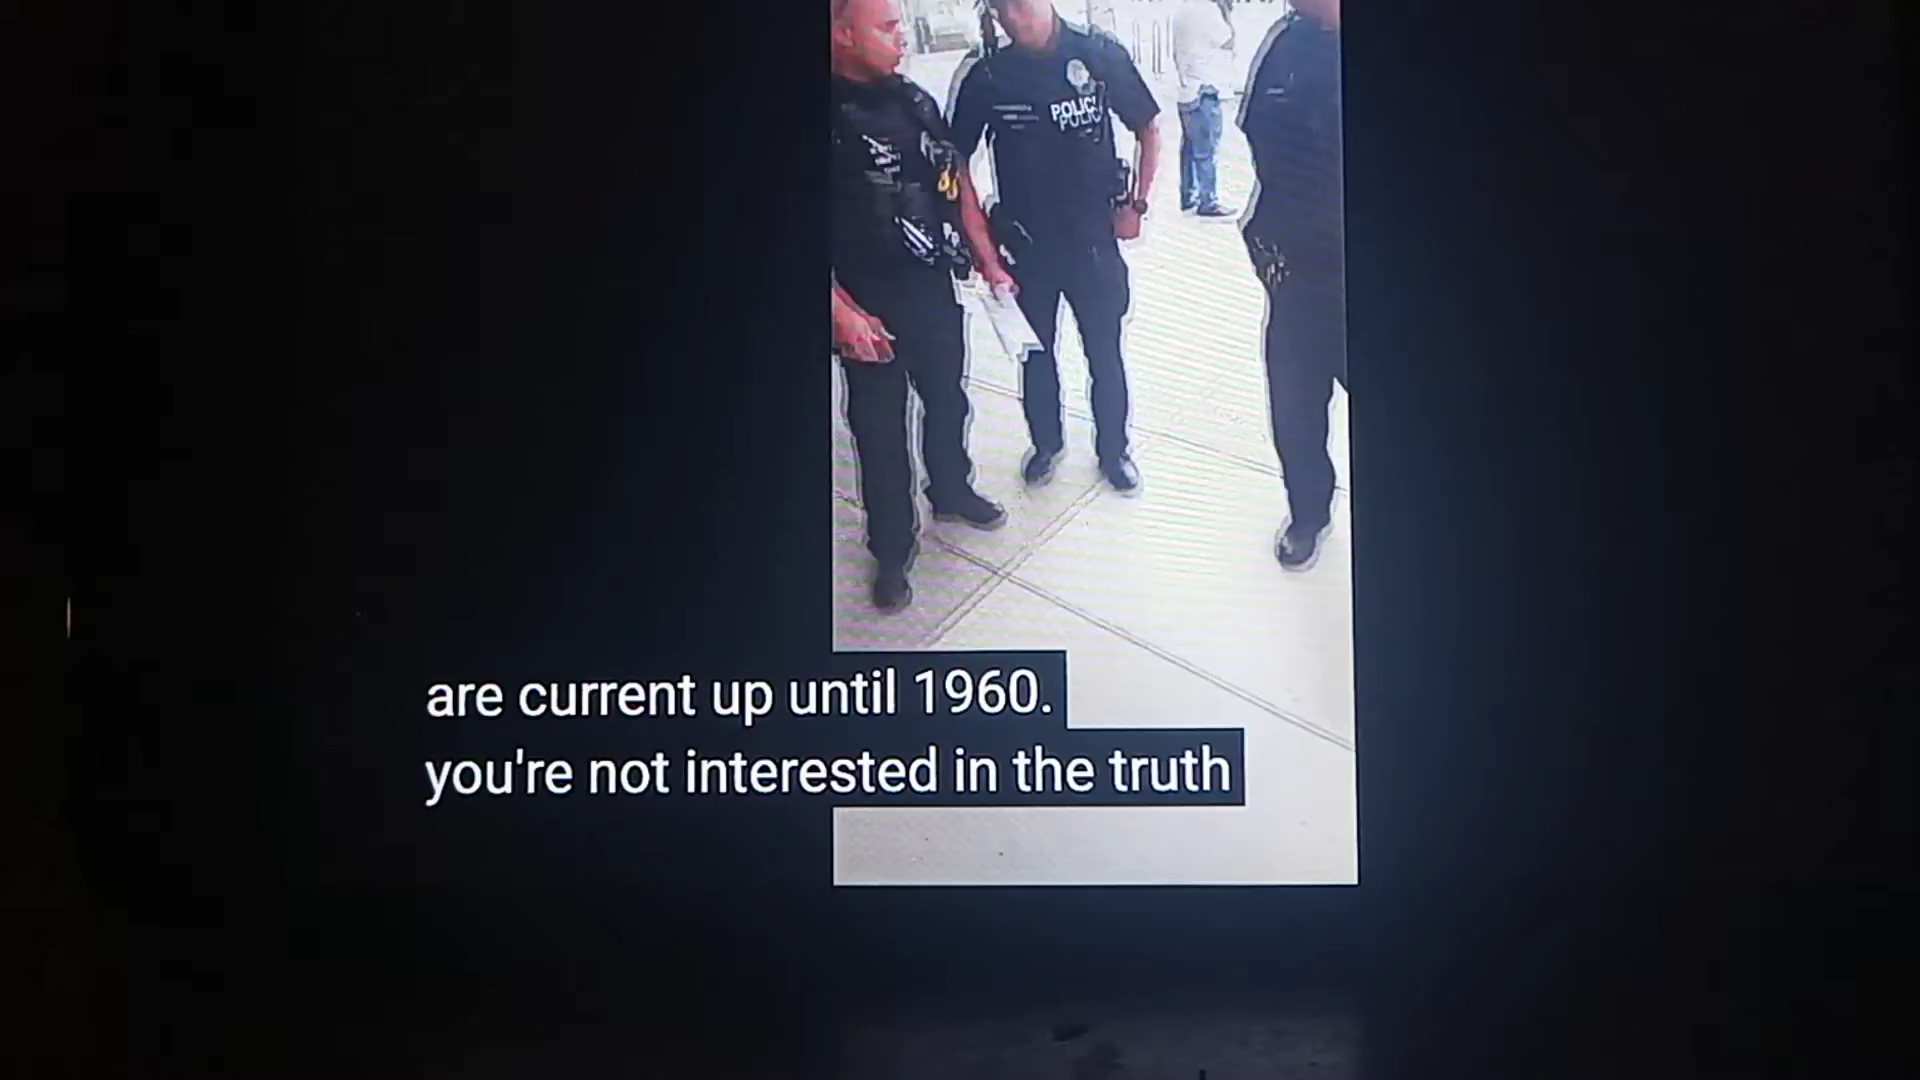 POLICE
are current up until 1960.
you're not interested in the truth